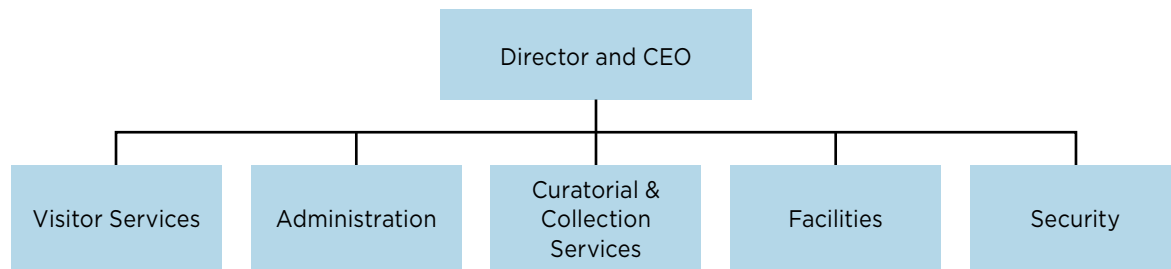 Director and CEO
Visitor Services
Administration
Curatorial &
Collection
Services
Facilities
Security